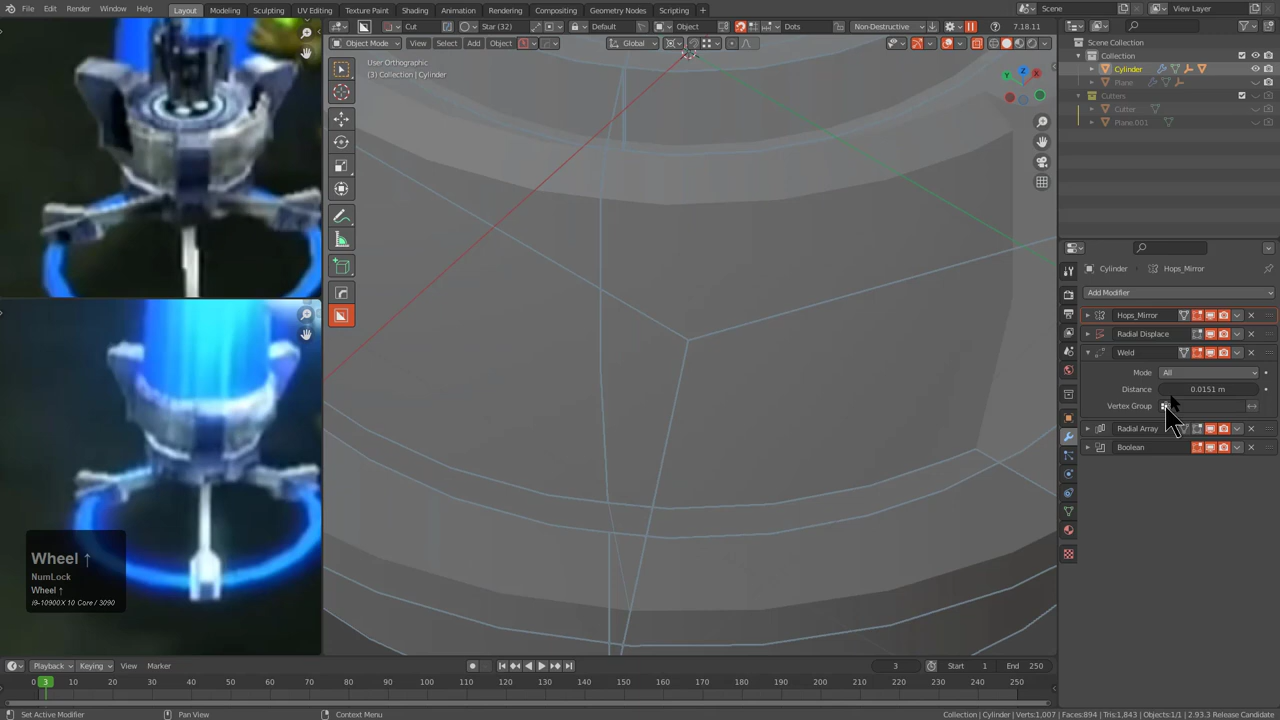 File Edit Render Window Help Layout Modeling Sculpting UV Editing Texture Paint Shading Animation Rendering Compositing Geometry Nodes Scripting + Scene View Layer
Cut Star (32) Default Object Dots Non-Destructive 7.18.11
Object Mode View Select Add Object Global
User Orthographic
(3) Collection | Cylinder
Scene Collection
Collection
Cylinder
Plane
Cutters
Cutter
Plane.001
Cylinder Hops_Mirror
Add Modifier
Hops_Mirror
Radial Displace
Weld
Mode All
Distance 0.0151 m
Vertex Group
Radial Array
Boolean
Wheel ↑
NumLock
Wheel ↑
i9-10900X 10 Core / 3090
Playback Keying View Marker 3 Start 1 End 250
0 3 10 20 30 40 50 60 70 80 90 100 110 120 130 140 150 160 170 180 190 200 210 220 230 240 250
Set Active Modifier Pan View Context Menu Collection | Cylinder | Verts:1,007 | Faces:894 | Tris:1,843 | Objects:1/1 | 2.93.3 Release Candidate